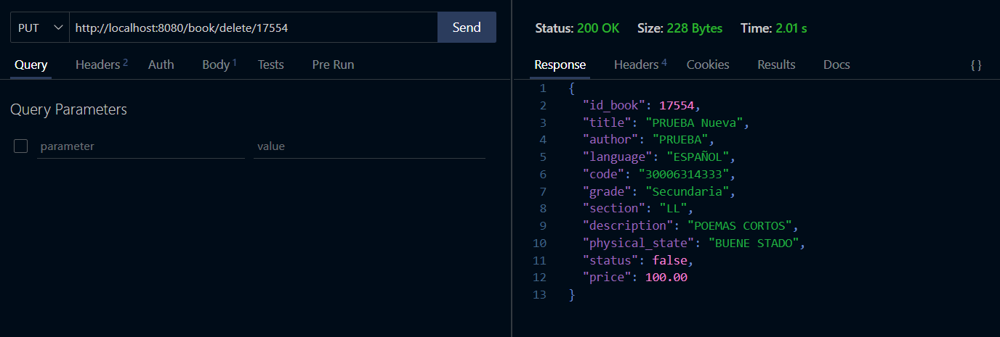 PUT http://localhost:8080/book/delete/17554 Send
Query Headers 2 Auth Body 1 Tests Pre Run
Query Parameters
parameter value
Status: 200 OK Size: 228 Bytes Time: 2.01 s
Response Headers 4 Cookies Results Docs { }
1 {
2 "id_book": 17554,
3 "title": "PRUEBA Nueva",
4 "author": "PRUEBA",
5 "language": "ESPAÑOL",
6 "code": "30006314333",
7 "grade": "Secundaria",
8 "section": "LL",
9 "description": "POEMAS CORTOS",
10 "physical_state": "BUENE STADO",
11 "status": false,
12 "price": 100.00
13 }